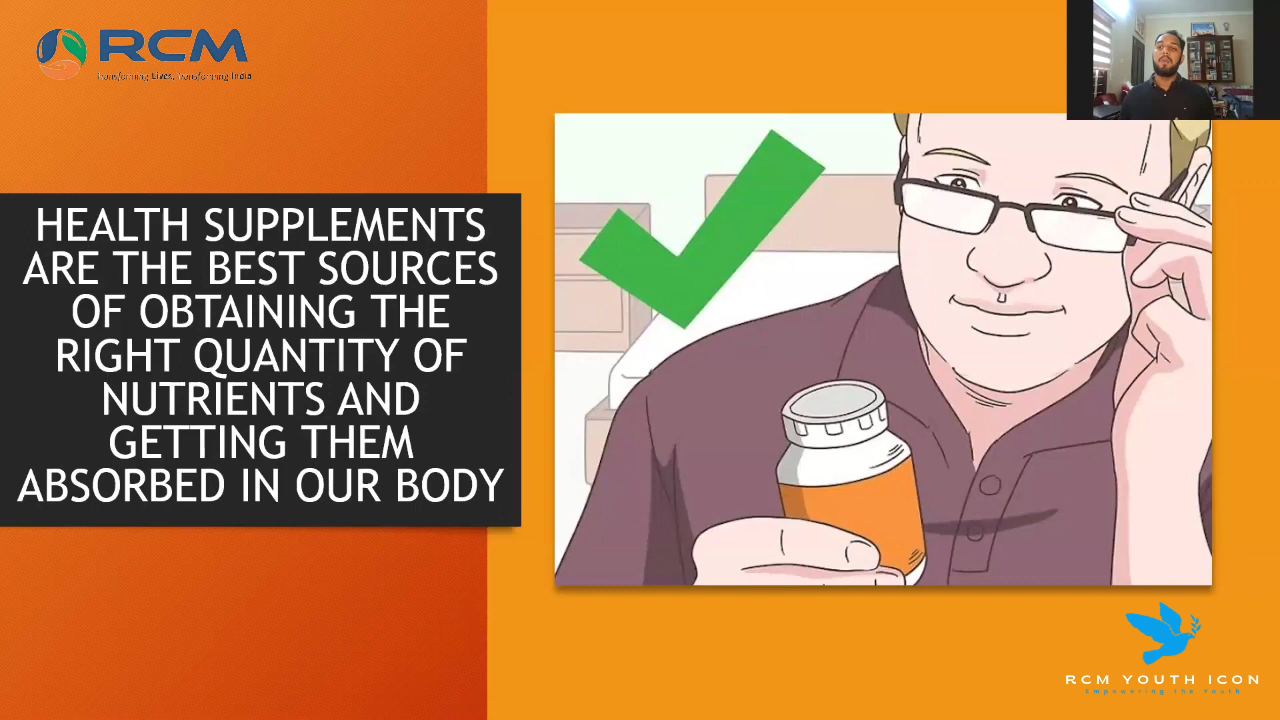 RCM
Transforming Lives, Transforming India
HEALTH SUPPLEMENTS
ARE THE BEST SOURCES
OF OBTAINING THE
RIGHT QUANTITY OF
NUTRIENTS AND
GETTING THEM
ABSORBED IN OUR BODY
RCM YOUTH ICON
Empowering the Youth